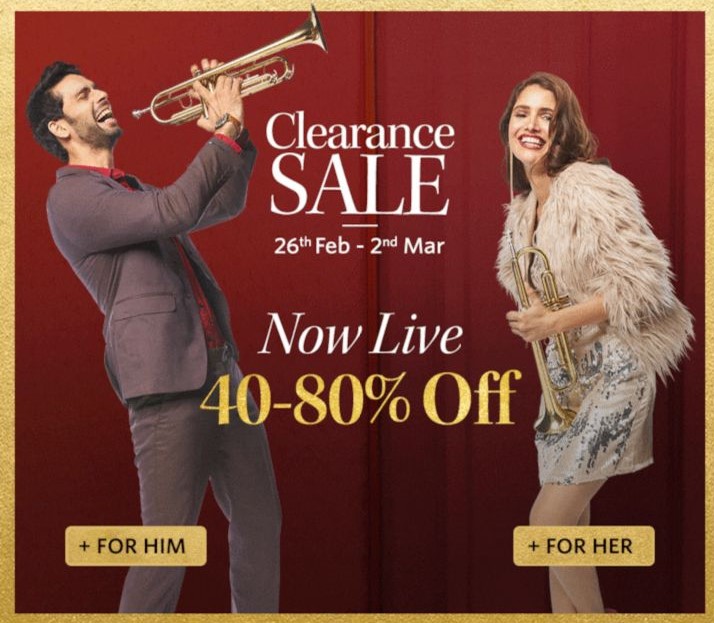 Clearance
SALE
26th Feb - 2nd Mar
Now Live
40-80% Off
+ FOR HIM
+ FOR HER